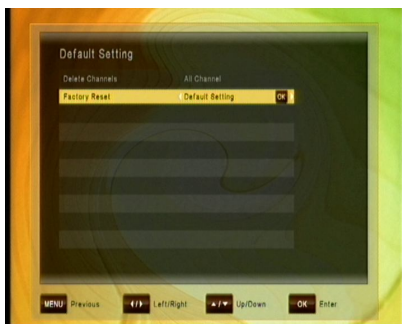 Default Setting
Delete Channels All Channel
Factory Reset Default Setting OK
MENU Previous Left/Right Up/Down OK Enter